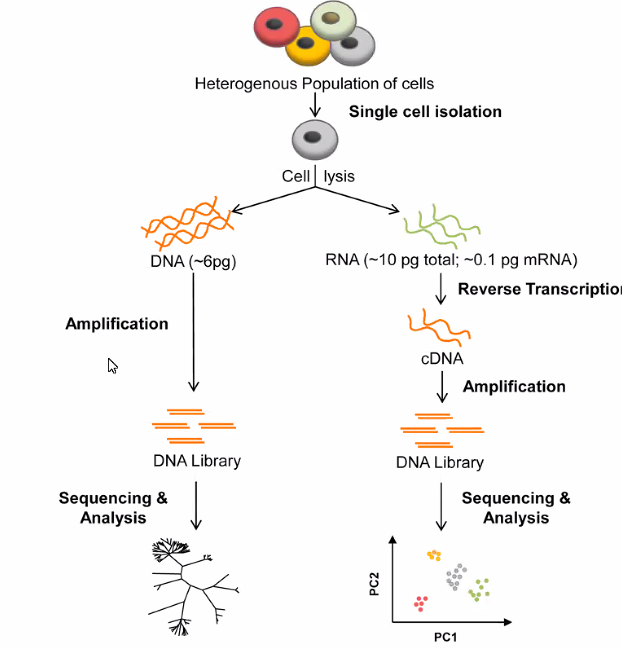 Heterogenous Population of cells
Single cell isolation
Cell lysis
DNA (~6pg)
RNA (~10 pg total; ~0.1 pg mRNA)
Reverse Transcription
Amplification
cDNA
Amplification
DNA Library
DNA Library
Sequencing &
Analysis
Sequencing &
Analysis
PC2
PC1